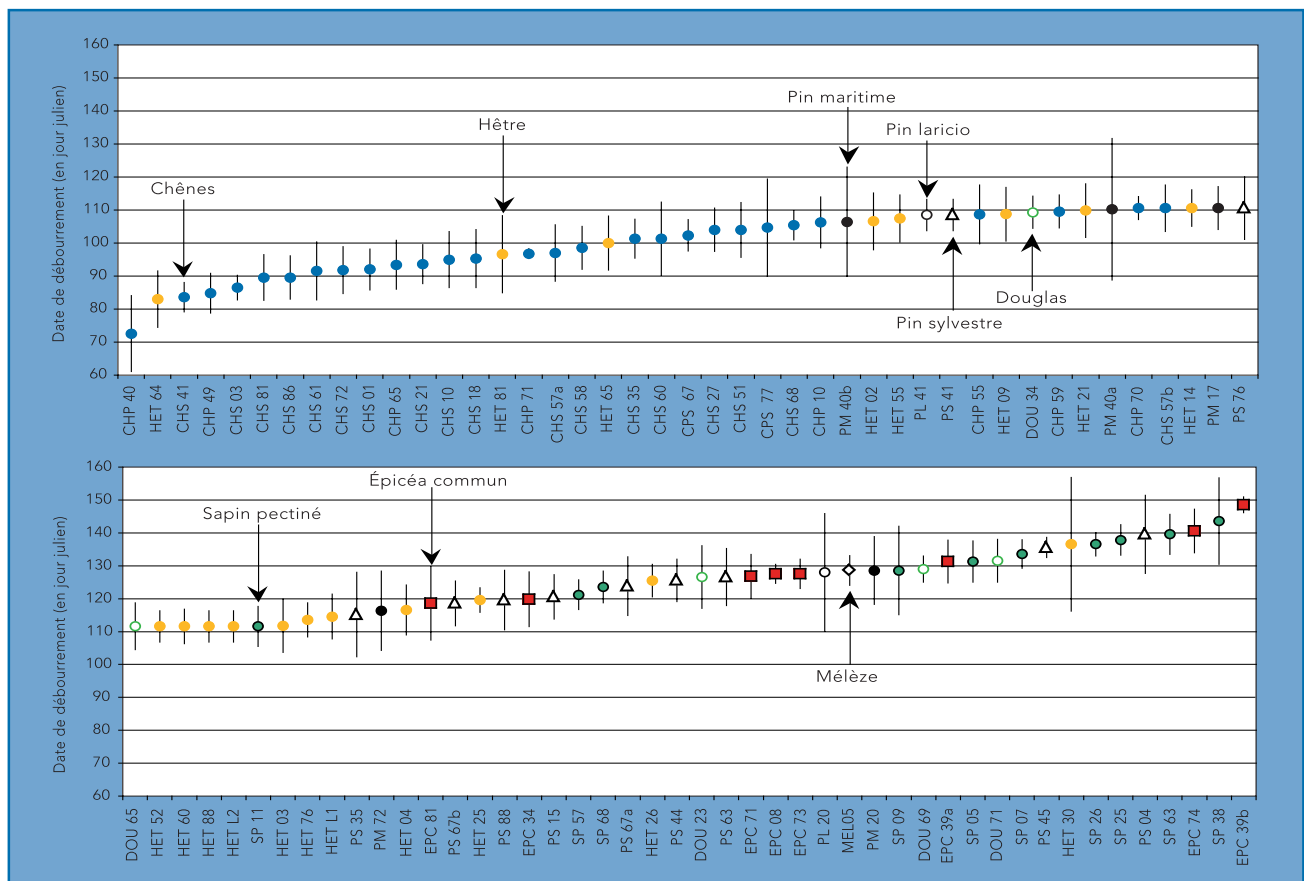 Date de débourrement (en jour julien)
160
150
140
130
120
110
100
90
80
70
60
Chênes
Hêtre
Pin maritime
Pin laricio
Pin sylvestre
Douglas
CHP 40
HET 64
CHS 41
CHP 49
CHS 03
CHS 81
CHS 86
CHS 61
CHS 72
CHS 01
CHP 65
CHS 21
CHS 10
CHS 18
HET 81
CHP 71
CHS 57a
CHS 58
HET 65
CHS 35
CHS 60
CPS 67
CHS 27
CHS 51
CPS 77
CHS 68
CHP 10
PM 40b
HET 02
HET 55
PL 41
PS 41
CHP 55
HET 09
DOU 34
CHP 59
HET 21
PM 40a
CHP 70
CHS 57b
HET 14
PM 17
PS 76
Date de débourrement (en jour julien)
160
150
140
130
120
110
100
90
80
70
60
Sapin pectiné
Épicéa commun
Mélèze
DOU 65
HET 52
HET 60
HET 88
HET L2
SP 11
HET 03
HET 76
HET L1
PS 35
PM 72
HET 04
EPC 81
PS 67b
HET 25
PS 88
EPC 34
PS 15
SP 57
SP 68
PS 67a
HET 26
PS 44
DOU 23
PS 63
EPC 71
EPC 08
EPC 73
PL 20
MEL05
PM 20
SP 09
DOU 69
EPC 39a
SP 05
DOU 71
SP 07
PS 45
HET 30
SP 26
SP 25
PS 04
SP 63
EPC 74
SP 38
EPC 39b